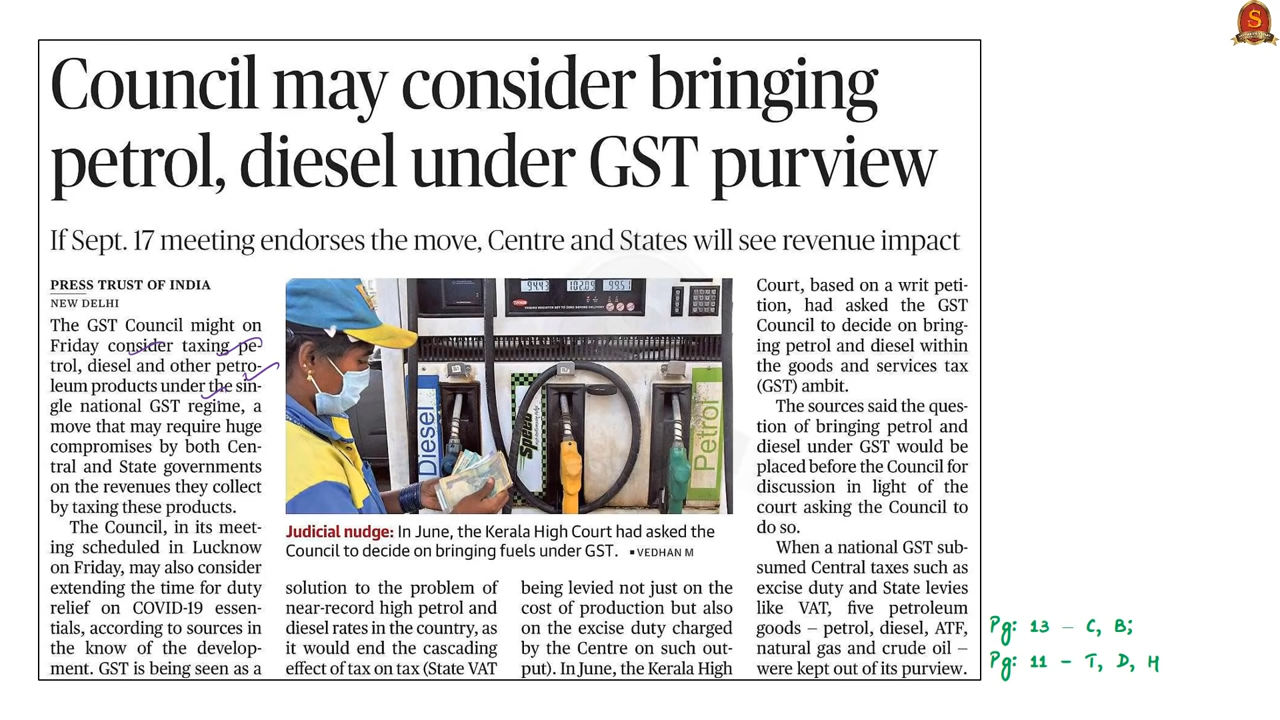 Council may consider bringing
petrol, diesel under GST purview
If Sept. 17 meeting endorses the move, Centre and States will see revenue impact
PRESS TRUST OF INDIA
NEW DELHI
The GST Council might on
Friday consider taxing pe-
trol, diesel and other petro-
leum products under the sin-
gle national GST regime, a
move that may require huge
compromises by both Cen-
tral and State governments
on the revenues they collect
by taxing these products.
The Council, in its meet-
ing scheduled in Lucknow
on Friday, may also consider
extending the time for duty
relief on COVID-19 essen-
tials, according to sources in
the know of the develop-
ment. GST is being seen as a
94.43 102.09 99.51
Diesel
Speed
Petrol
Judicial nudge: In June, the Kerala High Court had asked the
Council to decide on bringing fuels under GST. ▪ VEDHAN M
solution to the problem of
near-record high petrol and
diesel rates in the country, as
it would end the cascading
effect of tax on tax (State VAT
being levied not just on the
cost of production but also
on the excise duty charged
by the Centre on such out-
put). In June, the Kerala High
Court, based on a writ peti-
tion, had asked the GST
Council to decide on bring-
ing petrol and diesel within
the goods and services tax
(GST) ambit.
The sources said the ques-
tion of bringing petrol and
diesel under GST would be
placed before the Council for
discussion in light of the
court asking the Council to
do so.
When a national GST sub-
sumed Central taxes such as
excise duty and State levies
like VAT, five petroleum
goods – petrol, diesel, ATF,
natural gas and crude oil –
were kept out of its purview.
Pg: 13 – C, B;
Pg: 11 – T, D, H
S